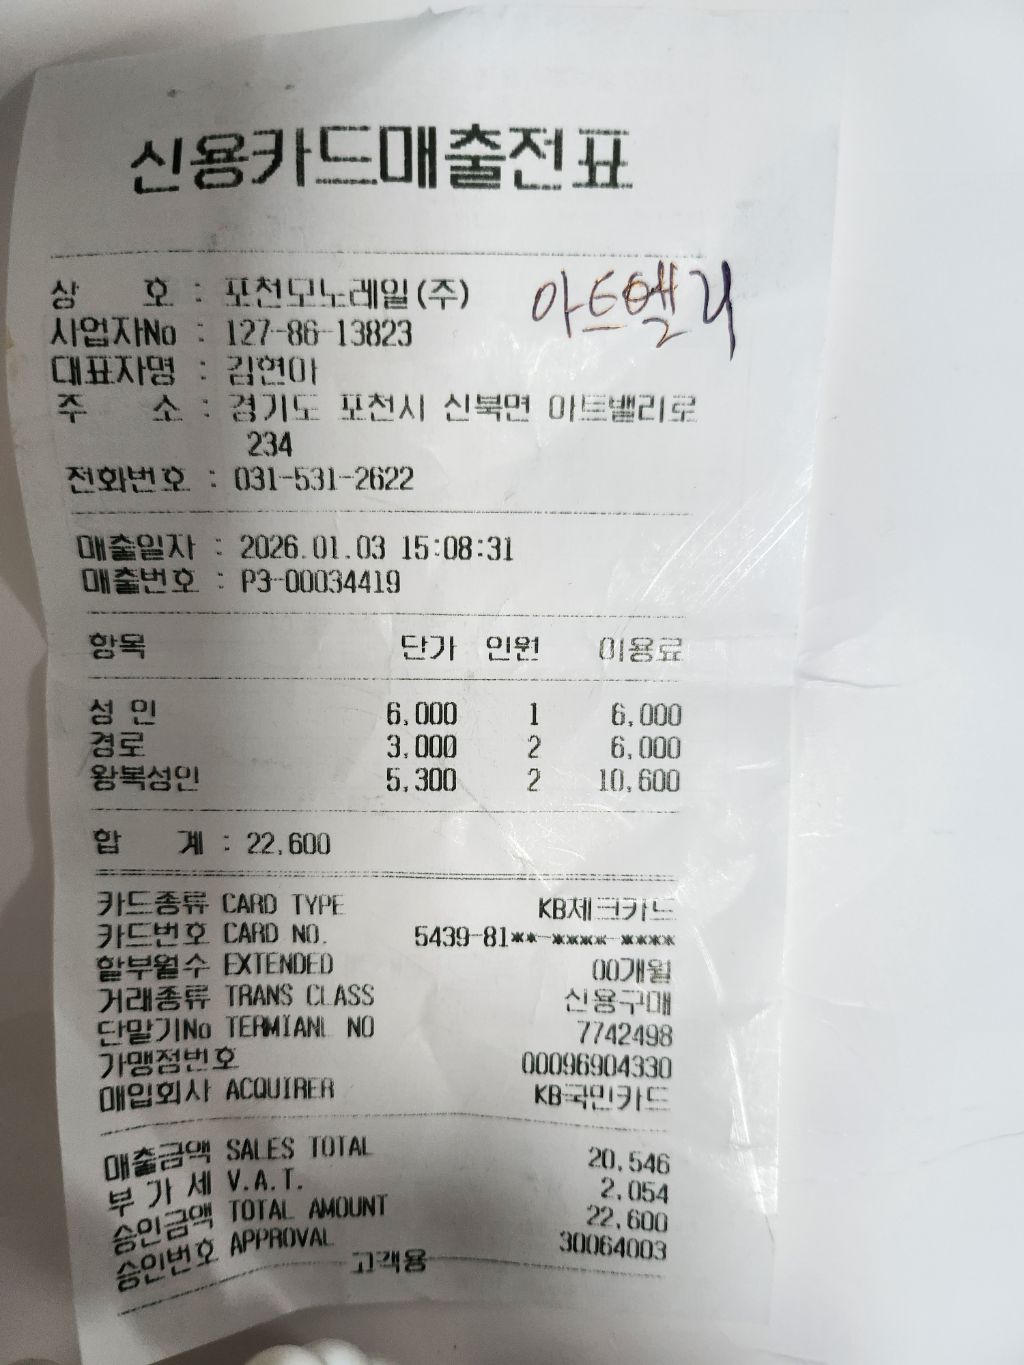 신용카드매출전표
상 호 : 포천모노레일(주) 아트벨리
사업자No : 127-86-13823
대표자명 : 김현아
주 소 : 경기도 포천시 신북면 아트밸리로
234
전화번호 : 031-531-2622
매출일자 : 2026.01.03 15:08:31
매출번호 : P3-00034419
항목 단가 인원 이용료
성 인 6,000 1 6,000
경로 3,000 2 6,000
왕복성인 5,300 2 10,600
합 계 : 22,600
카드종류 CARD TYPE KB체크카드
카드번호 CARD NO. 5439-81**-****-****
할부월수 EXTENDED 00개월
거래종류 TRANS CLASS 신용구매
단말기No TERMIANL NO 7742498
가맹점번호 00096904330
매입회사 ACQUIRER KB국민카드
매출금액 SALES TOTAL 20,546
부 가 세 V.A.T. 2,054
승인금액 TOTAL AMOUNT 22,600
승인번호 APPROVAL 30064003
고객용